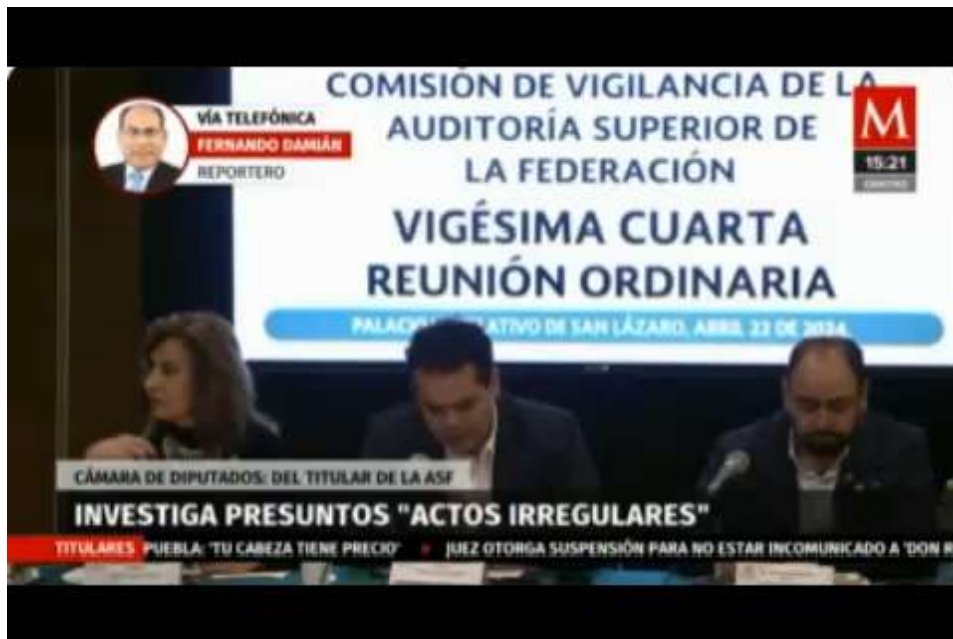 COMISIÓN DE VIGILANCIA DE LA
AUDITORÍA SUPERIOR DE
LA FEDERACIÓN
VIGÉSIMA CUARTA
REUNIÓN ORDINARIA
PALACIO LEGISLATIVO DE SAN LÁZARO, ABRIL 22 DE 2024
VÍA TELEFÓNICA
FERNANDO DAMIÁN
REPORTERO
M
15:21
CENTRO
CÁMARA DE DIPUTADOS: DEL TITULAR DE LA ASF
INVESTIGA PRESUNTOS "ACTOS IRREGULARES"
TITULARES PUEBLA: 'TU CABEZA TIENE PRECIO' JUEZ OTORGA SUSPENSIÓN PARA NO ESTAR INCOMUNICADO A 'DON R